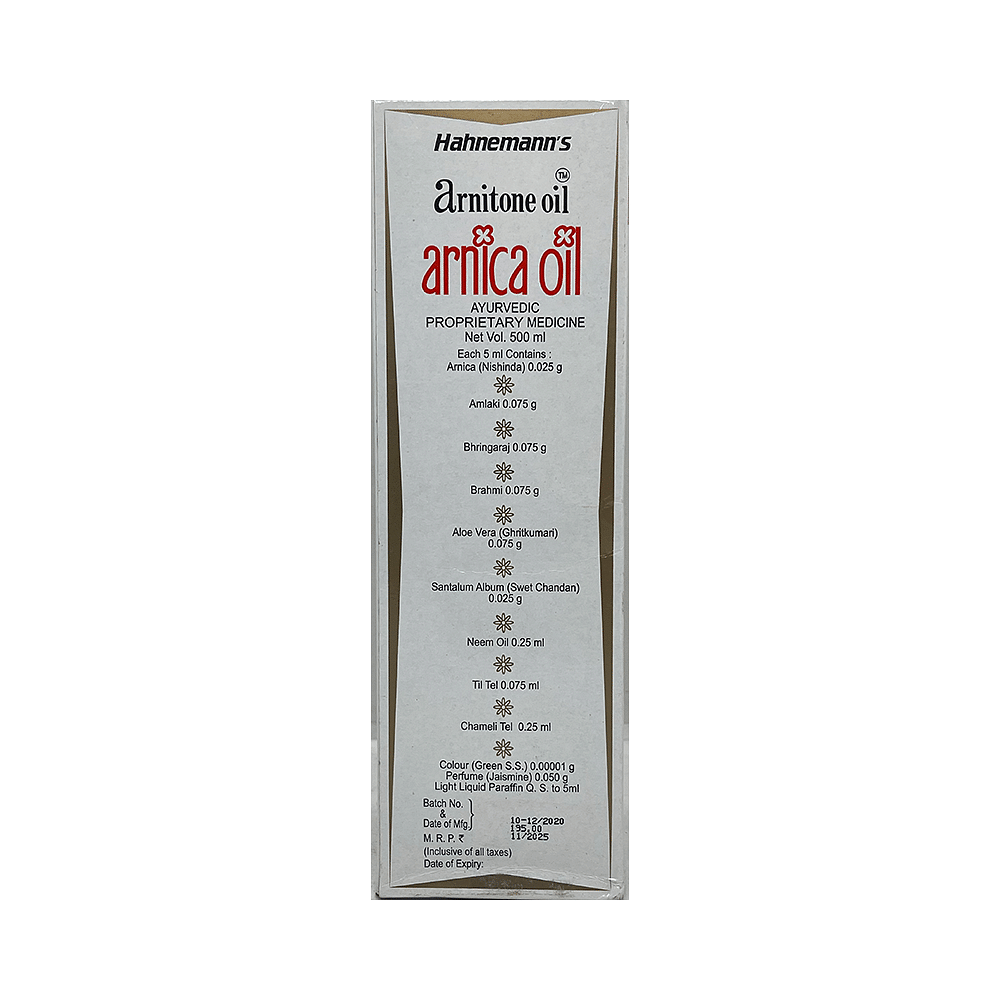 Hahnemann's
arnitone oil TM
arnica oil
AYURVEDIC
PROPRIETARY MEDICINE
Net Vol. 500 ml
Each 5 ml Contains :
Arnica (Nishinda) 0.025 g
Amlaki 0.075 g
Bhringaraj 0.075 g
Brahmi 0.075 g
Aloe Vera (Ghritkumari)
0.075 g
Santalum Album (Swet Chandan)
0.025 g
Neem Oil 0.25 ml
Til Tel 0.075 ml
Chameli Tel 0.25 ml
Colour (Green S.S.) 0.00001 g
Perfume (Jaismine) 0.050 g
Light Liquid Paraffin Q. S. to 5ml
Batch No.
&
Date of Mfg.
10-12/2020
195.00
M. R. P. ₹
11/2025
(Inclusive of all taxes)
Date of Expiry: